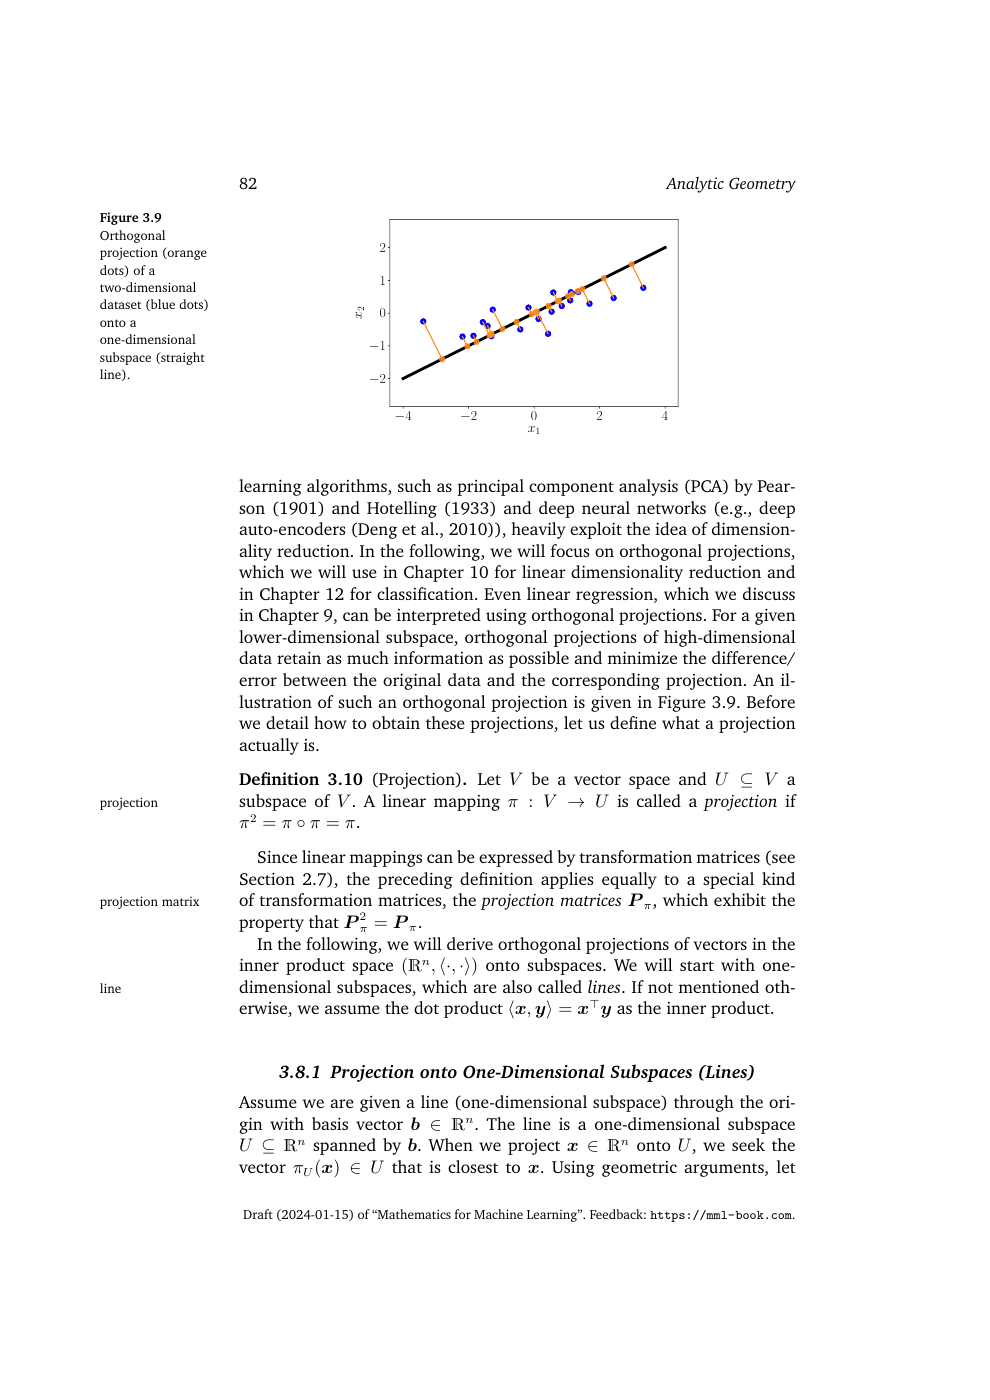 82
Analytic Geometry
Figure 3.9
Orthogonal
projection (orange
dots) of a
two-dimensional
dataset (blue dots)
onto a
one-dimensional
subspace (straight
line).
2
1
0
−1
−2
x₂
−4 −2 0 2 4
x₁
learning algorithms, such as principal component analysis (PCA) by Pear-
son (1901) and Hotelling (1933) and deep neural networks (e.g., deep
auto-encoders (Deng et al., 2010)), heavily exploit the idea of dimension-
ality reduction. In the following, we will focus on orthogonal projections,
which we will use in Chapter 10 for linear dimensionality reduction and
in Chapter 12 for classification. Even linear regression, which we discuss
in Chapter 9, can be interpreted using orthogonal projections. For a given
lower-dimensional subspace, orthogonal projections of high-dimensional
data retain as much information as possible and minimize the difference/
error between the original data and the corresponding projection. An il-
lustration of such an orthogonal projection is given in Figure 3.9. Before
we detail how to obtain these projections, let us define what a projection
actually is.
Definition 3.10 (Projection). Let V be a vector space and U ⊆ V a
projection
subspace of V. A linear mapping π : V → U is called a projection if
π² = π ∘ π = π.
Since linear mappings can be expressed by transformation matrices (see
Section 2.7), the preceding definition applies equally to a special kind
projection matrix
of transformation matrices, the projection matrices P_π, which exhibit the
property that P_π² = P_π.
In the following, we will derive orthogonal projections of vectors in the
inner product space (ℝⁿ, ⟨·, ·⟩) onto subspaces. We will start with one-
line
dimensional subspaces, which are also called lines. If not mentioned oth-
erwise, we assume the dot product ⟨x, y⟩ = x⊤y as the inner product.
3.8.1 Projection onto One-Dimensional Subspaces (Lines)
Assume we are given a line (one-dimensional subspace) through the ori-
gin with basis vector b ∈ ℝⁿ. The line is a one-dimensional subspace
U ⊆ ℝⁿ spanned by b. When we project x ∈ ℝⁿ onto U, we seek the
vector π_U(x) ∈ U that is closest to x. Using geometric arguments, let
Draft (2024-01-15) of “Mathematics for Machine Learning”. Feedback: https://mml-book.com.